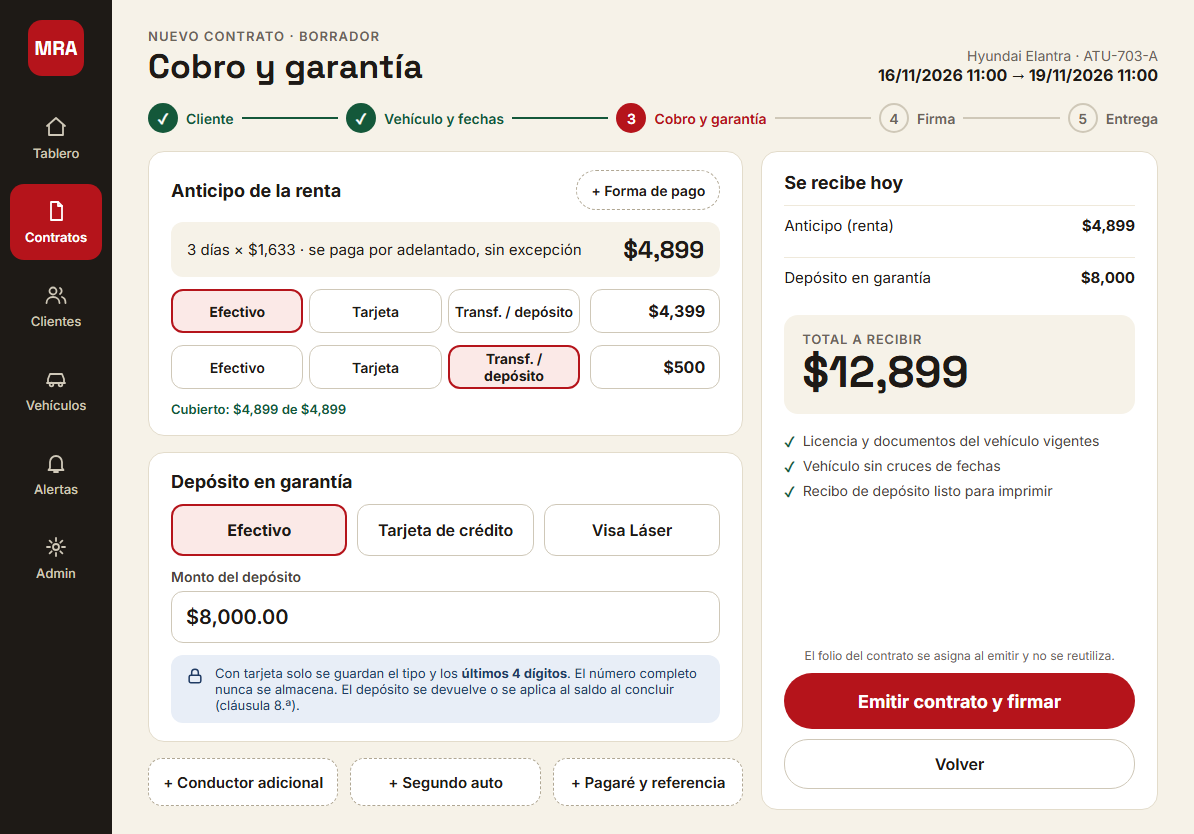 MRA
Tablero
Contratos
Clientes
Vehículos
Alertas
Admin
NUEVO CONTRATO · BORRADOR
Cobro y garantía
Hyundai Elantra · ATU-703-A
16/11/2026 11:00 → 19/11/2026 11:00
✓ Cliente
✓ Vehículo y fechas
3 Cobro y garantía
4 Firma
5 Entrega
Anticipo de la renta
+ Forma de pago
3 días × $1,633 · se paga por adelantado, sin excepción $4,899
Efectivo Tarjeta Transf. / depósito $4,399
Efectivo Tarjeta Transf. / depósito $500
Cubierto: $4,899 de $4,899
Depósito en garantía
Efectivo Tarjeta de crédito Visa Láser
Monto del depósito
$8,000.00
Con tarjeta solo se guardan el tipo y los últimos 4 dígitos. El número completo
nunca se almacena. El depósito se devuelve o se aplica al saldo al concluir
(cláusula 8.ª).
+ Conductor adicional + Segundo auto + Pagaré y referencia
Se recibe hoy
Anticipo (renta) $4,899
Depósito en garantía $8,000
TOTAL A RECIBIR
$12,899
✓ Licencia y documentos del vehículo vigentes
✓ Vehículo sin cruces de fechas
✓ Recibo de depósito listo para imprimir
El folio del contrato se asigna al emitir y no se reutiliza.
Emitir contrato y firmar
Volver